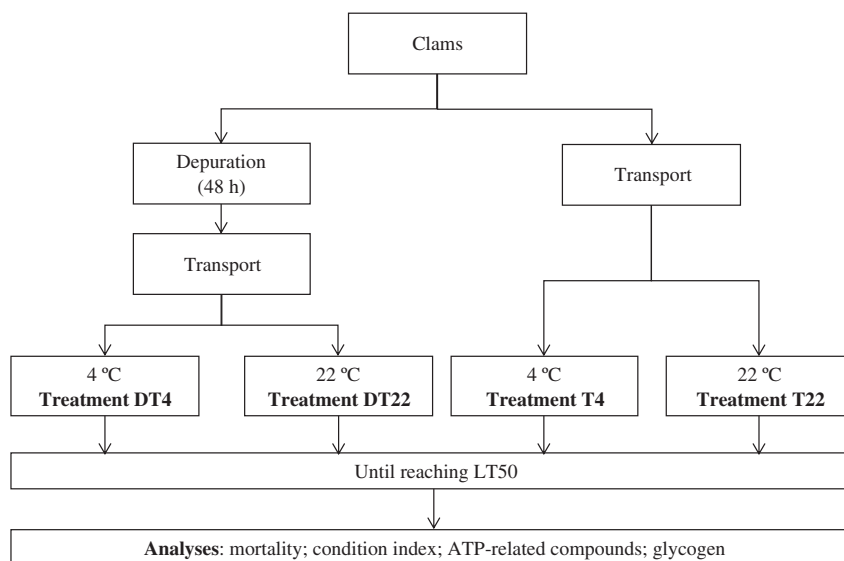 Clams
Depuration
(48 h)
Transport
Transport
4 ºC
Treatment DT4
22 ºC
Treatment DT22
4 ºC
Treatment T4
22 ºC
Treatment T22
Until reaching LT50
Analyses: mortality; condition index; ATP-related compounds; glycogen